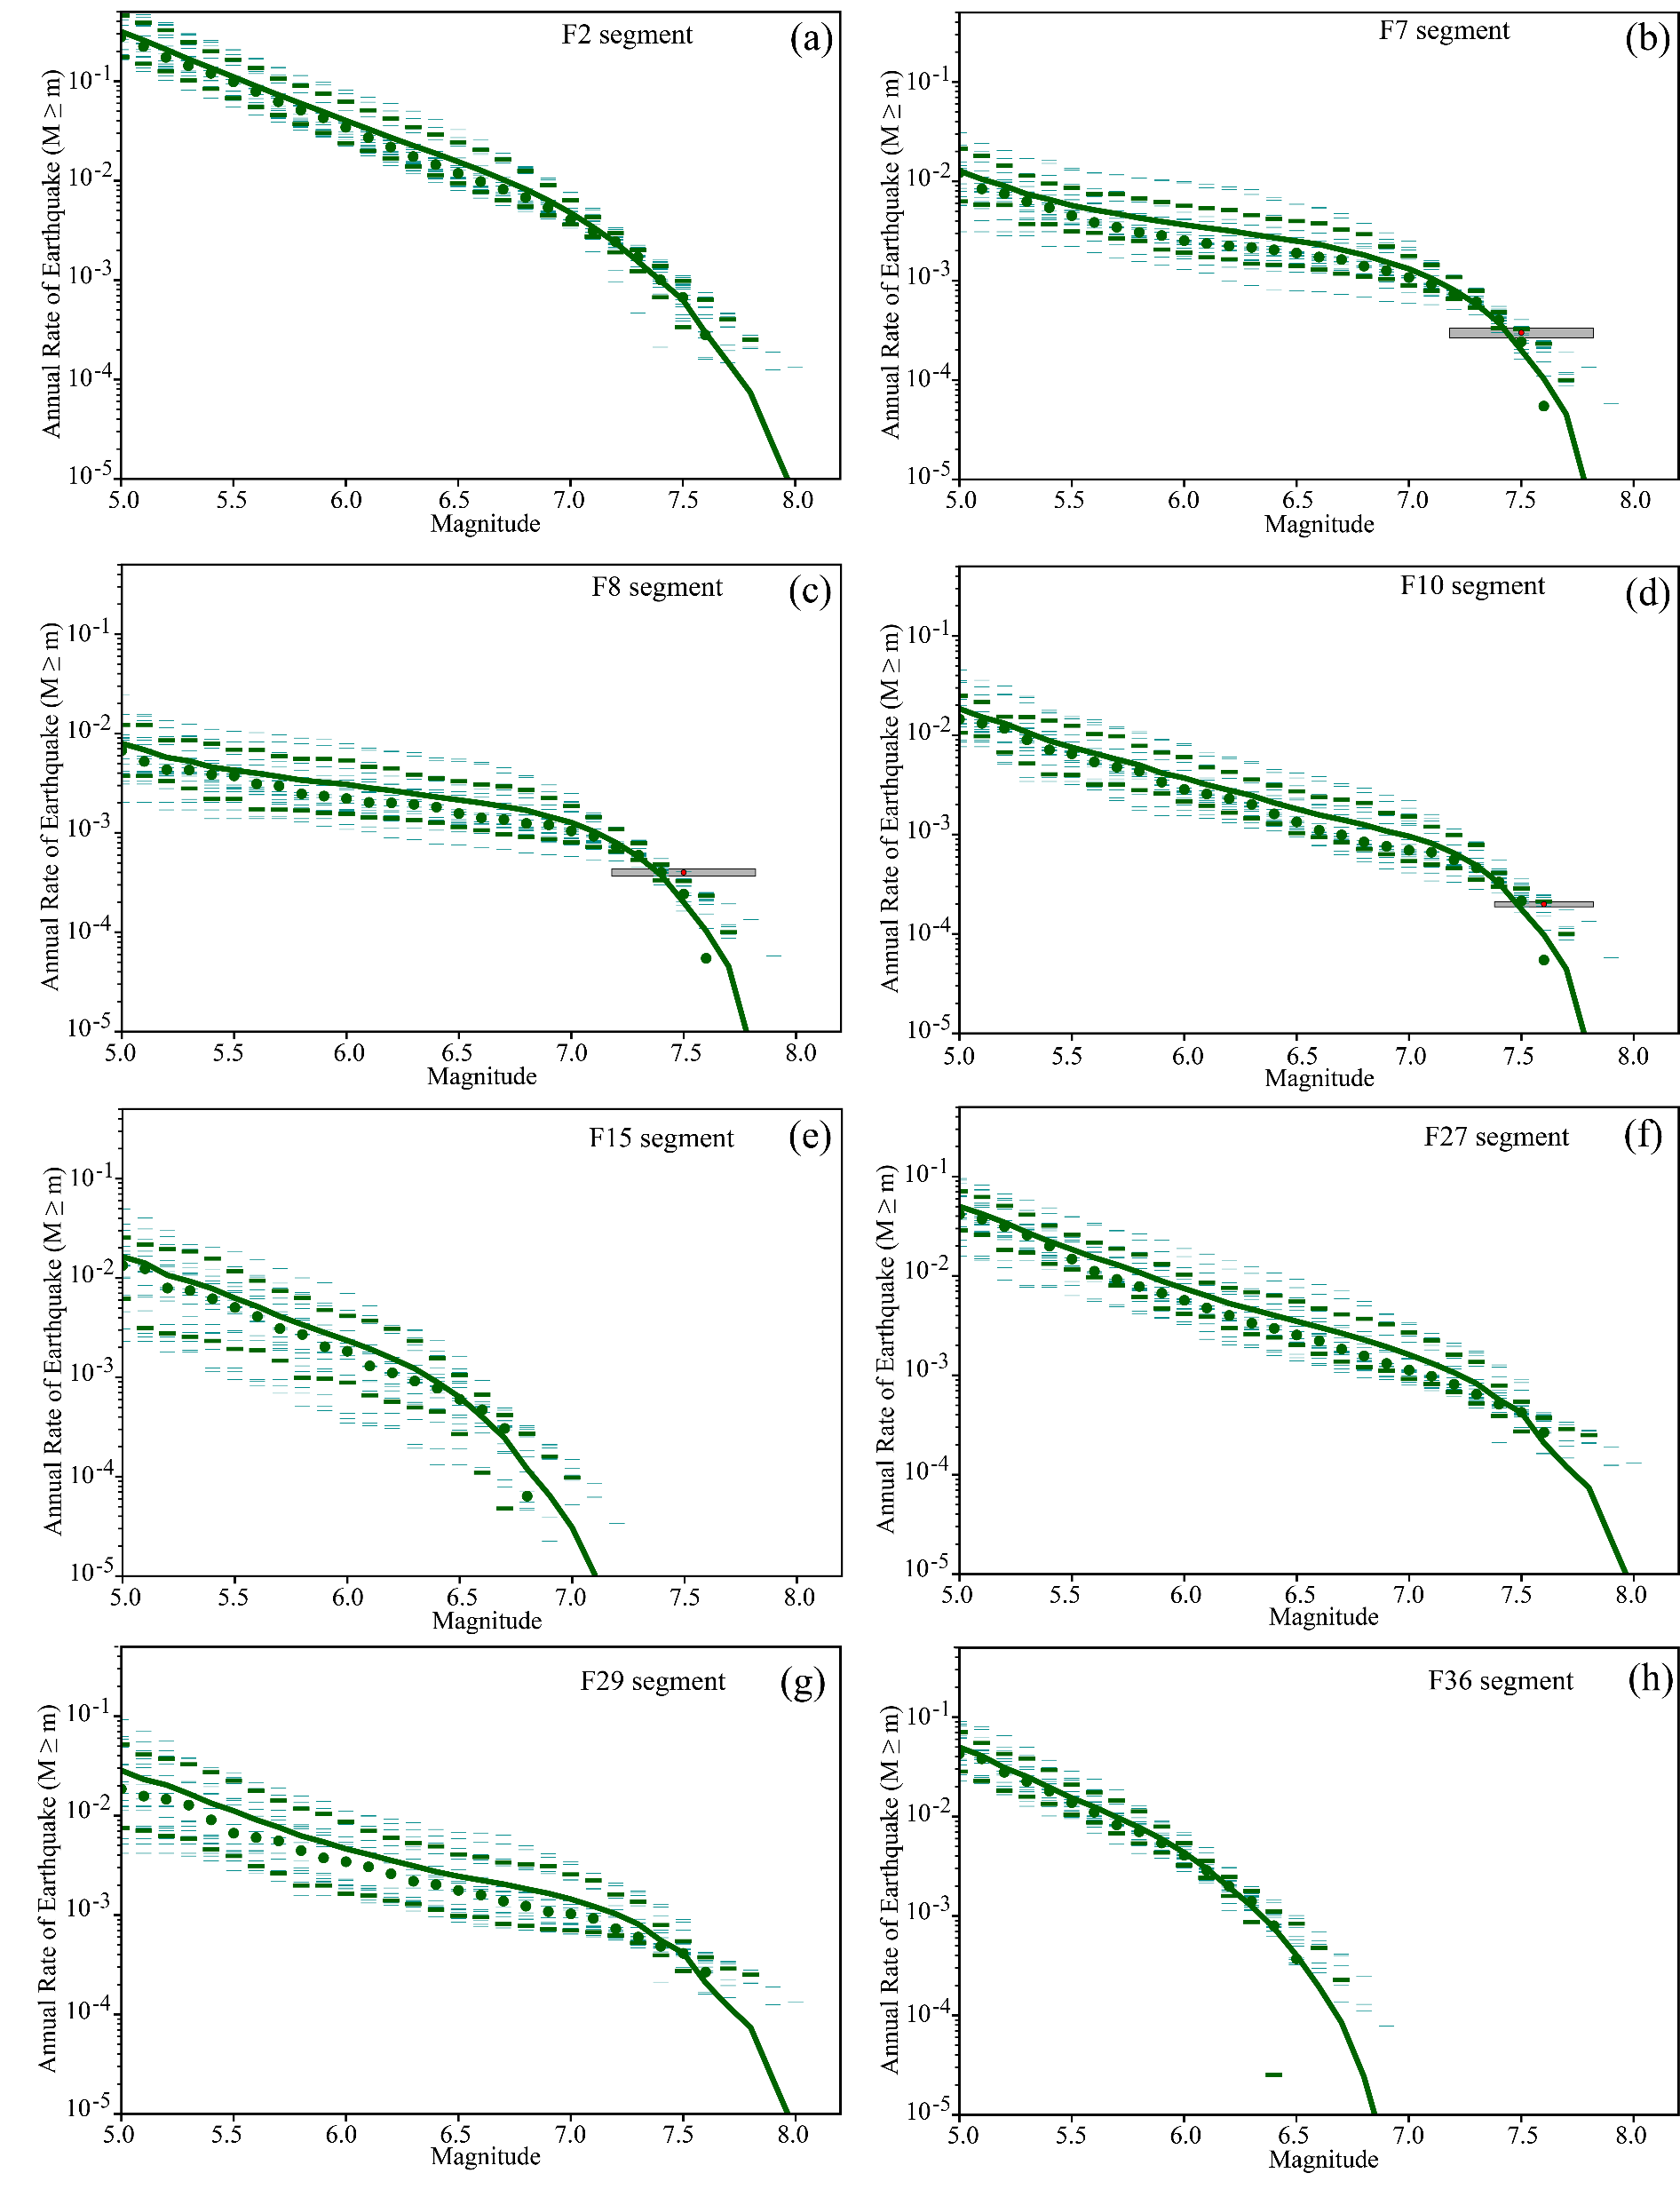 F2 segment
(a)
Annual Rate of Earthquake (M ≥ m)
10-1
10-2
10-3
10-4
10-5
5.0 5.5 6.0 6.5 7.0 7.5 8.0
Magnitude
F7 segment
(b)
Annual Rate of Earthquake (M ≥ m)
10-1
10-2
10-3
10-4
10-5
5.0 5.5 6.0 6.5 7.0 7.5 8.0
Magnitude
F8 segment
(c)
Annual Rate of Earthquake (M ≥ m)
10-1
10-2
10-3
10-4
10-5
5.0 5.5 6.0 6.5 7.0 7.5 8.0
Magnitude
F10 segment
(d)
Annual Rate of Earthquake (M ≥ m)
10-1
10-2
10-3
10-4
10-5
5.0 5.5 6.0 6.5 7.0 7.5 8.0
Magnitude
F15 segment
(e)
Annual Rate of Earthquake (M ≥ m)
10-1
10-2
10-3
10-4
10-5
5.0 5.5 6.0 6.5 7.0 7.5 8.0
Magnitude
F27 segment
(f)
Annual Rate of Earthquake (M ≥ m)
10-1
10-2
10-3
10-4
10-5
5.0 5.5 6.0 6.5 7.0 7.5 8.0
Magnitude
F29 segment
(g)
Annual Rate of Earthquake (M ≥ m)
10-1
10-2
10-3
10-4
10-5
5.0 5.5 6.0 6.5 7.0 7.5 8.0
Magnitude
F36 segment
(h)
Annual Rate of Earthquake (M ≥ m)
10-1
10-2
10-3
10-4
10-5
5.0 5.5 6.0 6.5 7.0 7.5 8.0
Magnitude